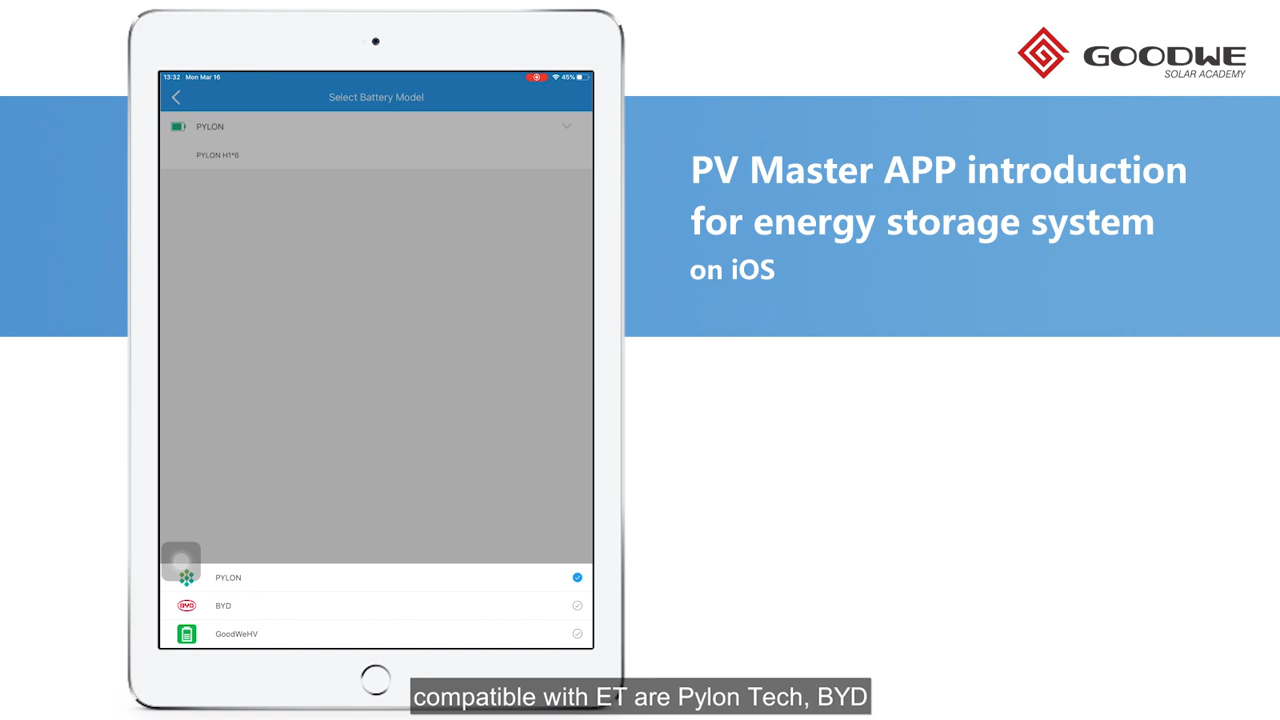 GOODWE
SOLAR ACADEMY
13:32 Mon Mar 16
45%
Select Battery Model
PYLON
PYLON H1*6
PV Master APP introduction
for energy storage system
on iOS
PYLON
BYD
BYD
GoodWeHV
compatible with ET are Pylon Tech, BYD